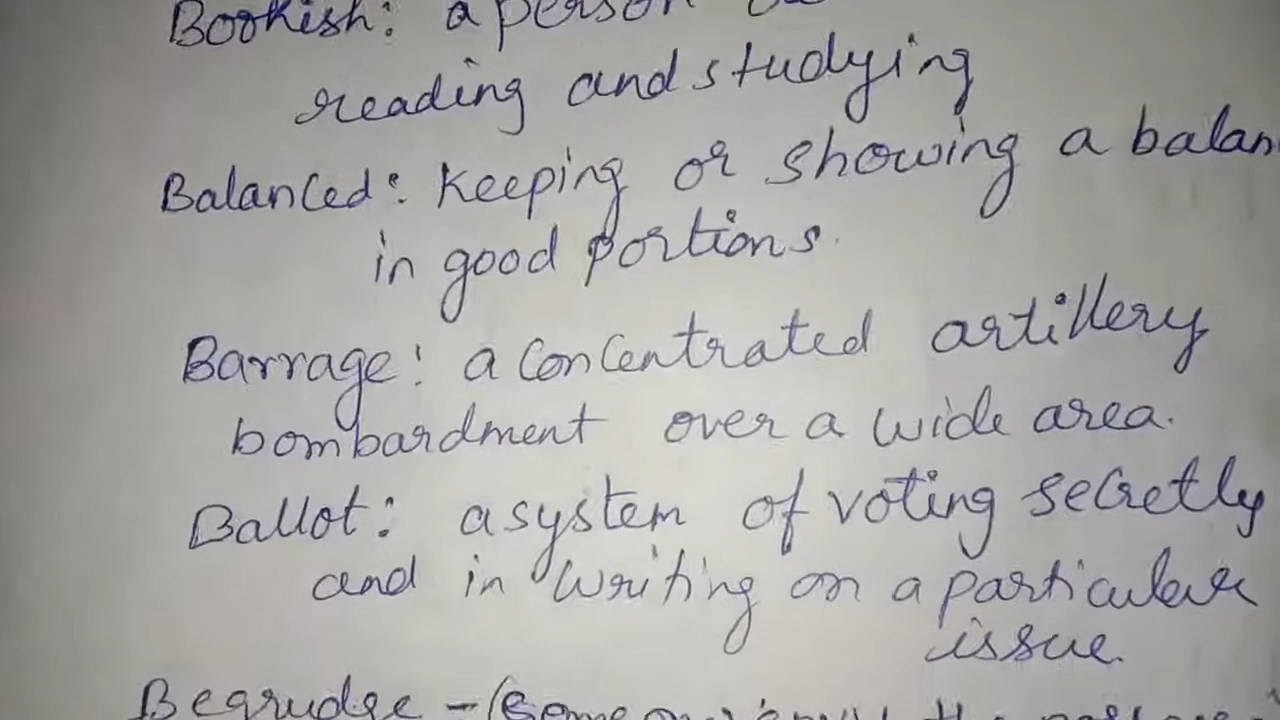 Bookish: a person
reading and studying
Balanced: Keeping or showing a balan
in good portions.
Barrage: a concentrated artillery
bombardment over a wide area.
Ballot: a system of voting secretly
and in writing on a particular
issue.
Begrudge - (Some